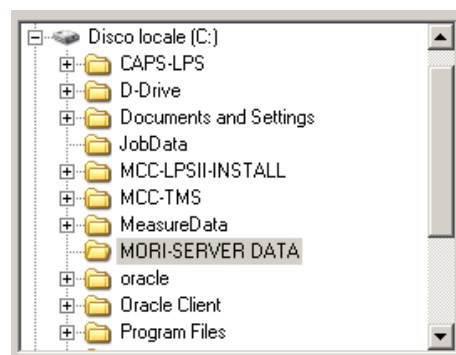 Disco locale (C:)
CAPS-LPS
D-Drive
Documents and Settings
JobData
MCC-LPSII-INSTALL
MCC-TMS
MeasureData
MORI-SERVER DATA
oracle
Oracle Client
Program Files